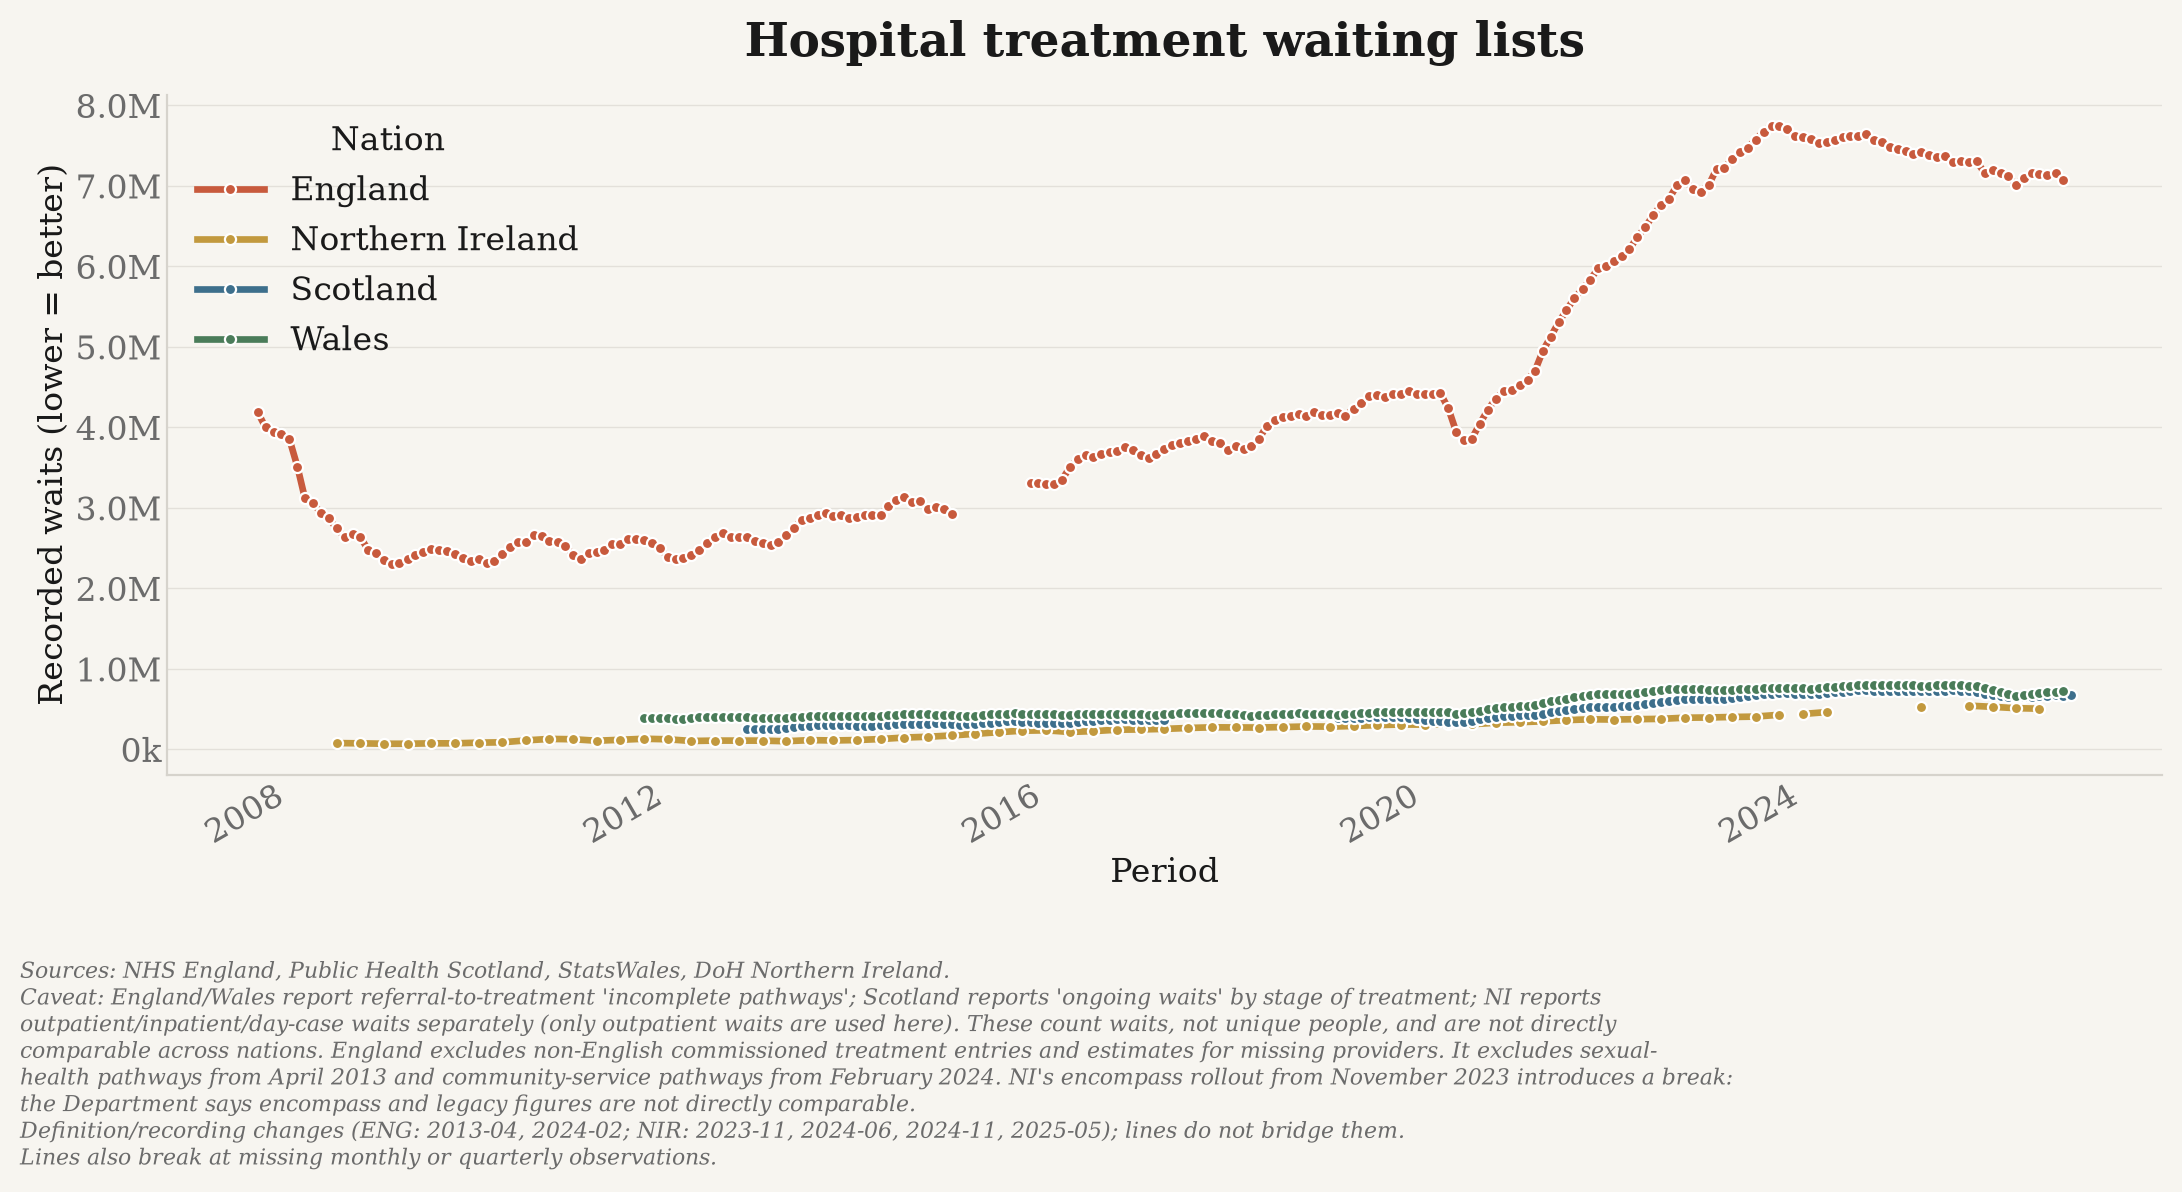 Hospital treatment waiting lists
Recorded waits (lower = better)
8.0M
7.0M
6.0M
5.0M
4.0M
3.0M
2.0M
1.0M
0k
Nation
England
Northern Ireland
Scotland
Wales
2008
2012
2016
2020
2024
Period
Sources: NHS England, Public Health Scotland, StatsWales, DoH Northern Ireland.
Caveat: England/Wales report referral-to-treatment 'incomplete pathways'; Scotland reports 'ongoing waits' by stage of treatment; NI reports
outpatient/inpatient/day-case waits separately (only outpatient waits are used here). These count waits, not unique people, and are not directly
comparable across nations. England excludes non-English commissioned treatment entries and estimates for missing providers. It excludes sexual-
health pathways from April 2013 and community-service pathways from February 2024. NI's encompass rollout from November 2023 introduces a break:
the Department says encompass and legacy figures are not directly comparable.
Definition/recording changes (ENG: 2013-04, 2024-02; NIR: 2023-11, 2024-06, 2024-11, 2025-05); lines do not bridge them.
Lines also break at missing monthly or quarterly observations.